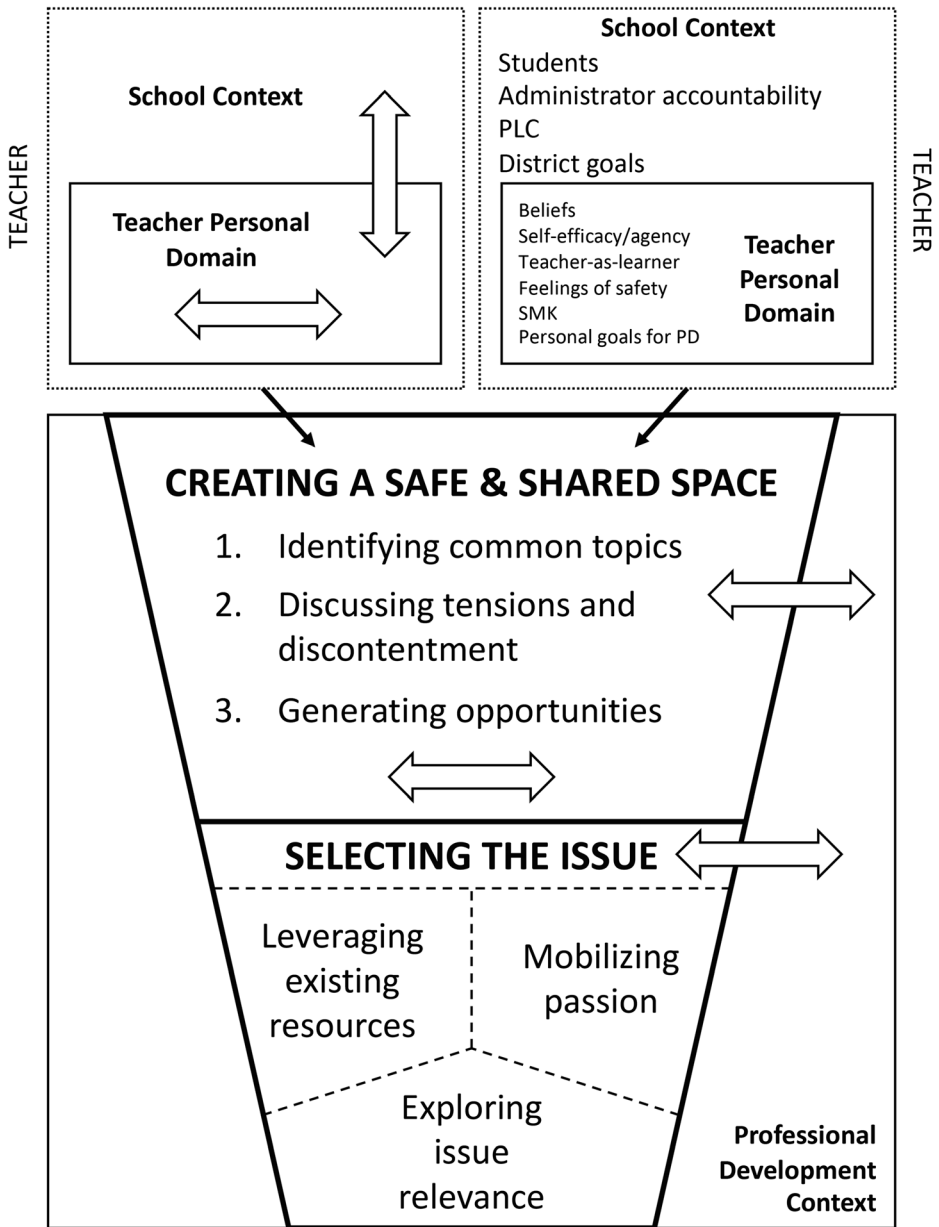 TEACHER
School Context
Teacher Personal
Domain
School Context
Students
Administrator accountability
PLC
District goals
Beliefs
Self-efficacy/agency
Teacher-as-learner
Feelings of safety
SMK
Personal goals for PD
Teacher
Personal
Domain
TEACHER
CREATING A SAFE & SHARED SPACE
1. Identifying common topics
2. Discussing tensions and
discontentment
3. Generating opportunities
SELECTING THE ISSUE
Leveraging
existing
resources
Mobilizing
passion
Exploring
issue
relevance
Professional
Development
Context